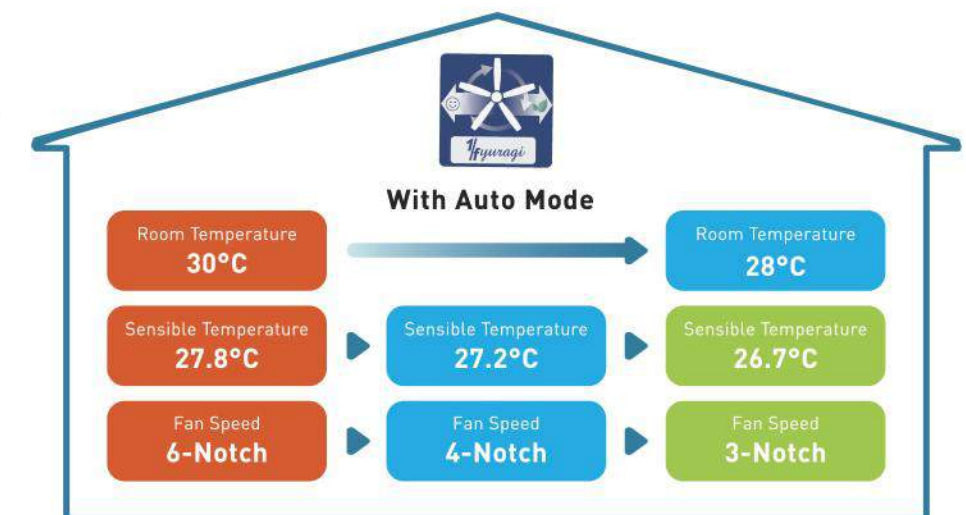 1/f yuragi
With Auto Mode
Room Temperature
30°C
Room Temperature
28°C
Sensible Temperature
27.8°C
Sensible Temperature
27.2°C
Sensible Temperature
26.7°C
Fan Speed
6-Notch
Fan Speed
4-Notch
Fan Speed
3-Notch